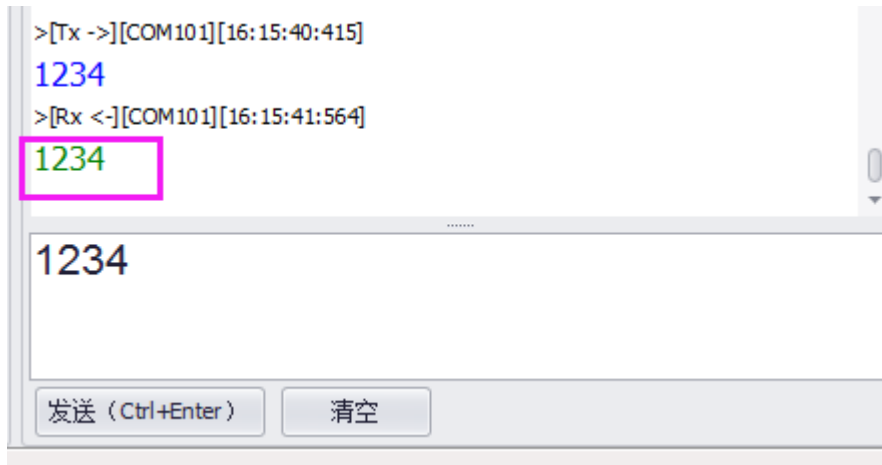 >[Tx ->][COM101][16:15:40:415]
1234
>[Rx <-][COM101][16:15:41:564]
1234
1234
发送（Ctrl+Enter） 清空